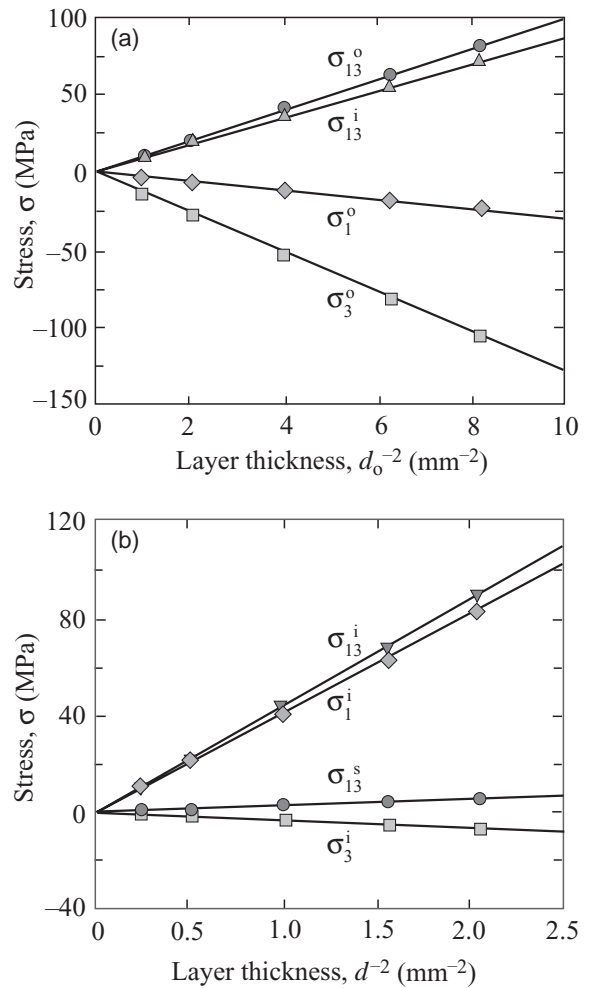 (a)
100
50
0
–50
–100
–150
Stress, σ (MPa)
σ₁₃ᵒ
σ₁₃ⁱ
σ₁ᵒ
σ₃ᵒ
0 2 4 6 8 10
Layer thickness, dₒ⁻² (mm⁻²)
(b)
120
80
40
0
–40
Stress, σ (MPa)
σ₁₃ⁱ
σ₁ⁱ
σ₁₃ˢ
σ₃ⁱ
0 0.5 1.0 1.5 2.0 2.5
Layer thickness, d⁻² (mm⁻²)